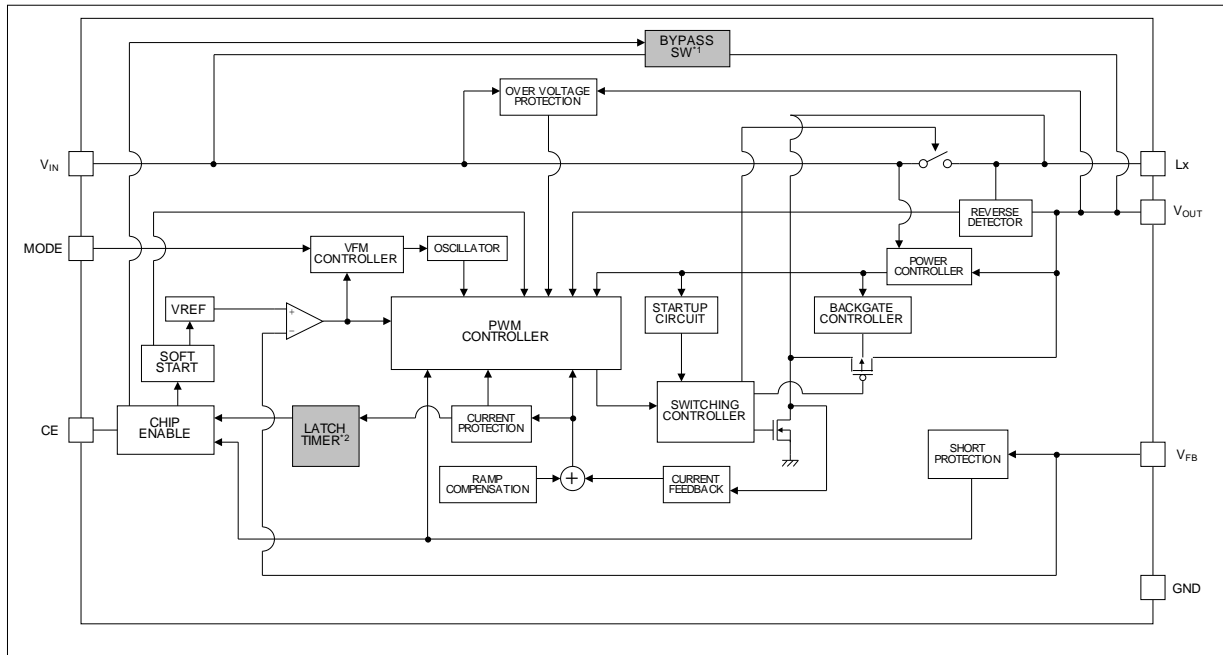 BYPASS
SW*1
OVER VOLTAGE
PROTECTION
VIN
Lx
REVERSE
DETECTOR
VOUT
MODE
VFM
CONTROLLER
OSCILLATOR
POWER
CONTROLLER
VREF
+
−
PWM
CONTROLLER
STARTUP
CIRCUIT
BACKGATE
CONTROLLER
SOFT
START
SWITCHING
CONTROLLER
CE
CHIP
ENABLE
LATCH
TIMER*2
CURRENT
PROTECTION
SHORT
PROTECTION
VFB
RAMP
COMPENSATION
+
CURRENT
FEEDBACK
GND